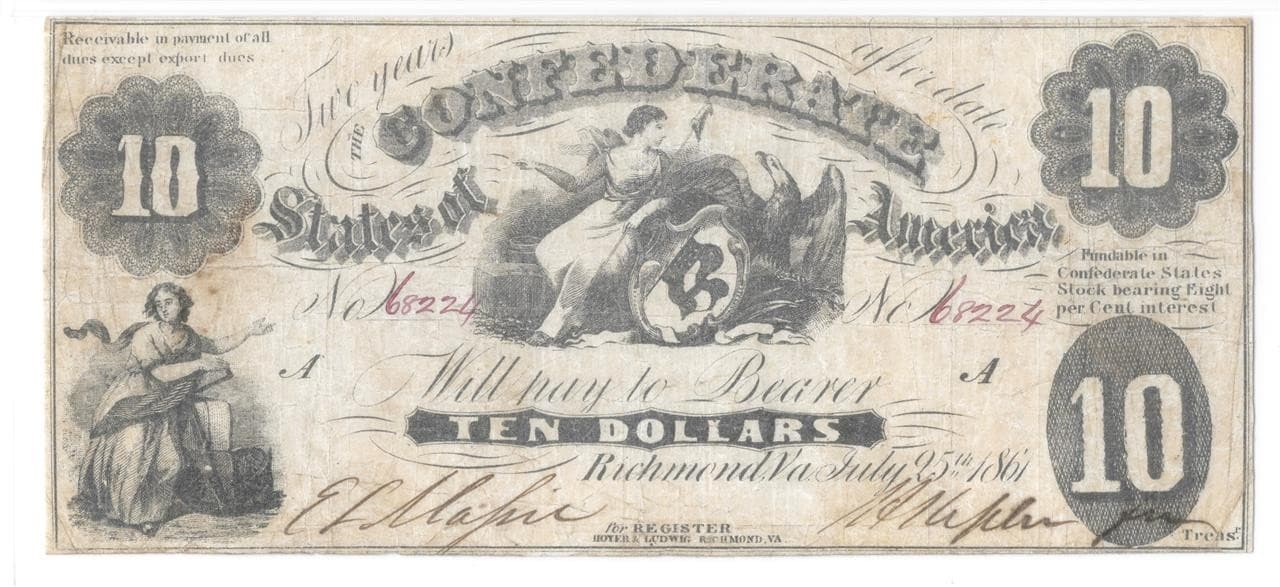 Receivable in payment of all
dues except export dues
Two years after date
THE CONFEDERATE
States of America
10
10
Fundable in
Confederate States
Stock bearing Eight
per Cent interest
No 68224
No 68224
A
A
Will pay to Bearer
TEN DOLLARS
10
Richmond, Va. July 25th 1861
for REGISTER
HOYER & LUDWIG RICHMOND, VA.
Treasr.